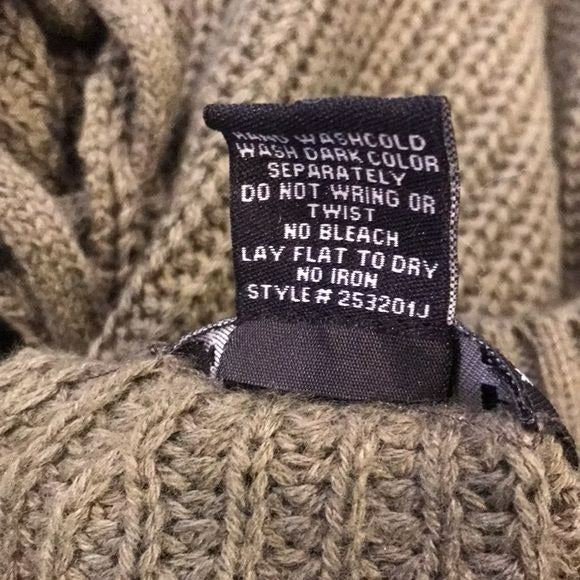 HAND WASHCOLD
WASH DARK COLOR
SEPARATELY
DO NOT WRING OR
TWIST
NO BLEACH
LAY FLAT TO DRY
NO IRON
STYLE# 253201J